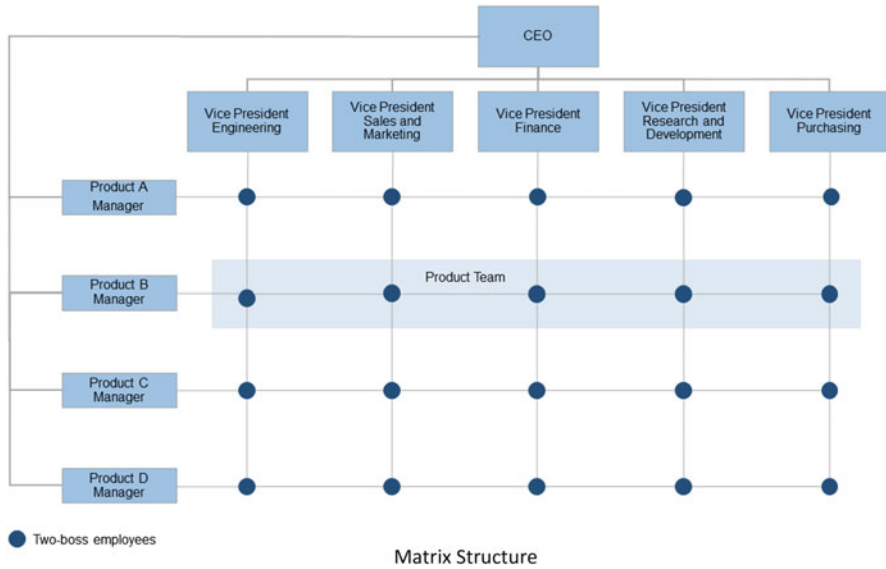 CEO
Vice President
Engineering
Vice President
Sales and
Marketing
Vice President
Finance
Vice President
Research and
Development
Vice President
Purchasing
Product A
Manager
Product B
Manager
Product Team
Product C
Manager
Product D
Manager
Two-boss employees
Matrix Structure